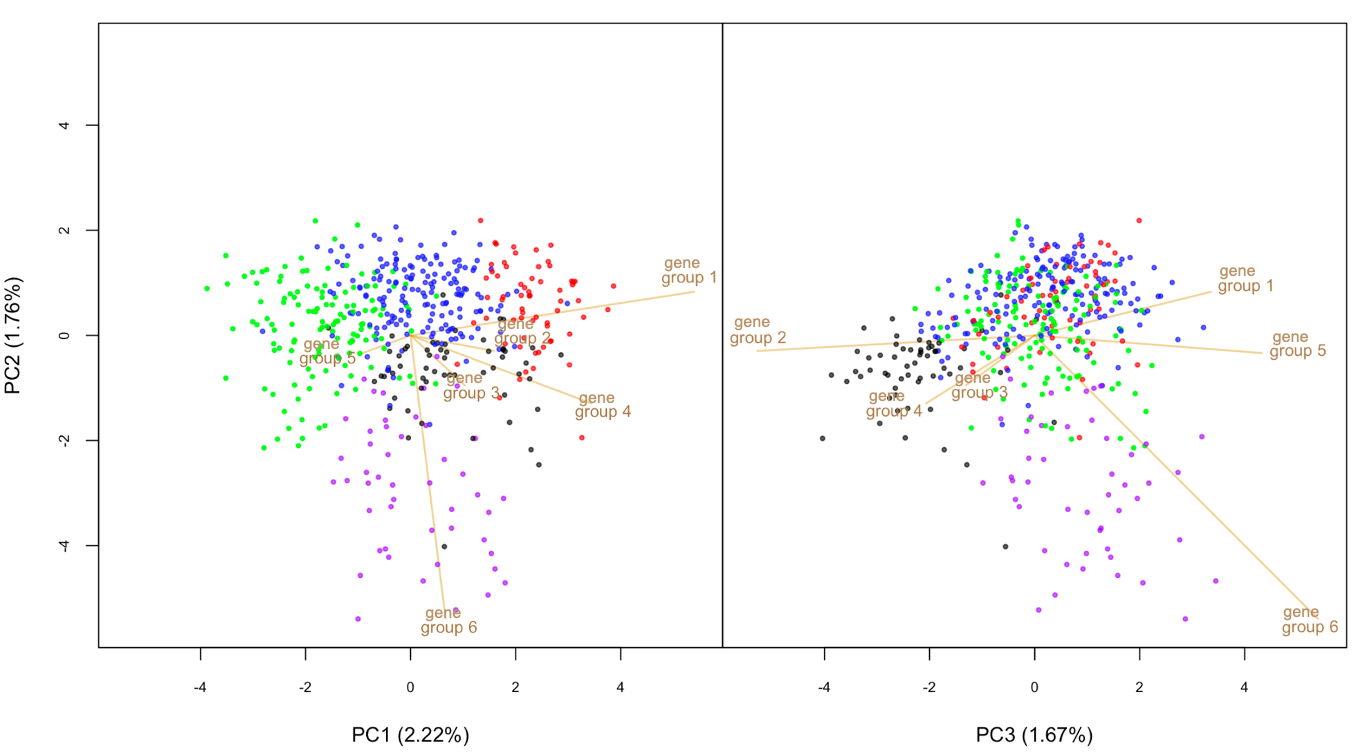 PC2 (1.76%)
4
2
0
-2
-4
gene
group 1
gene
group 2
gene
group 5
gene
group 3
gene
group 4
gene
group 6
-4
-2
0
2
4
PC1 (2.22%)
gene
group 1
gene
group 2
gene
group 5
gene
group 3
gene
group 4
gene
group 6
-4
-2
0
2
4
PC3 (1.67%)